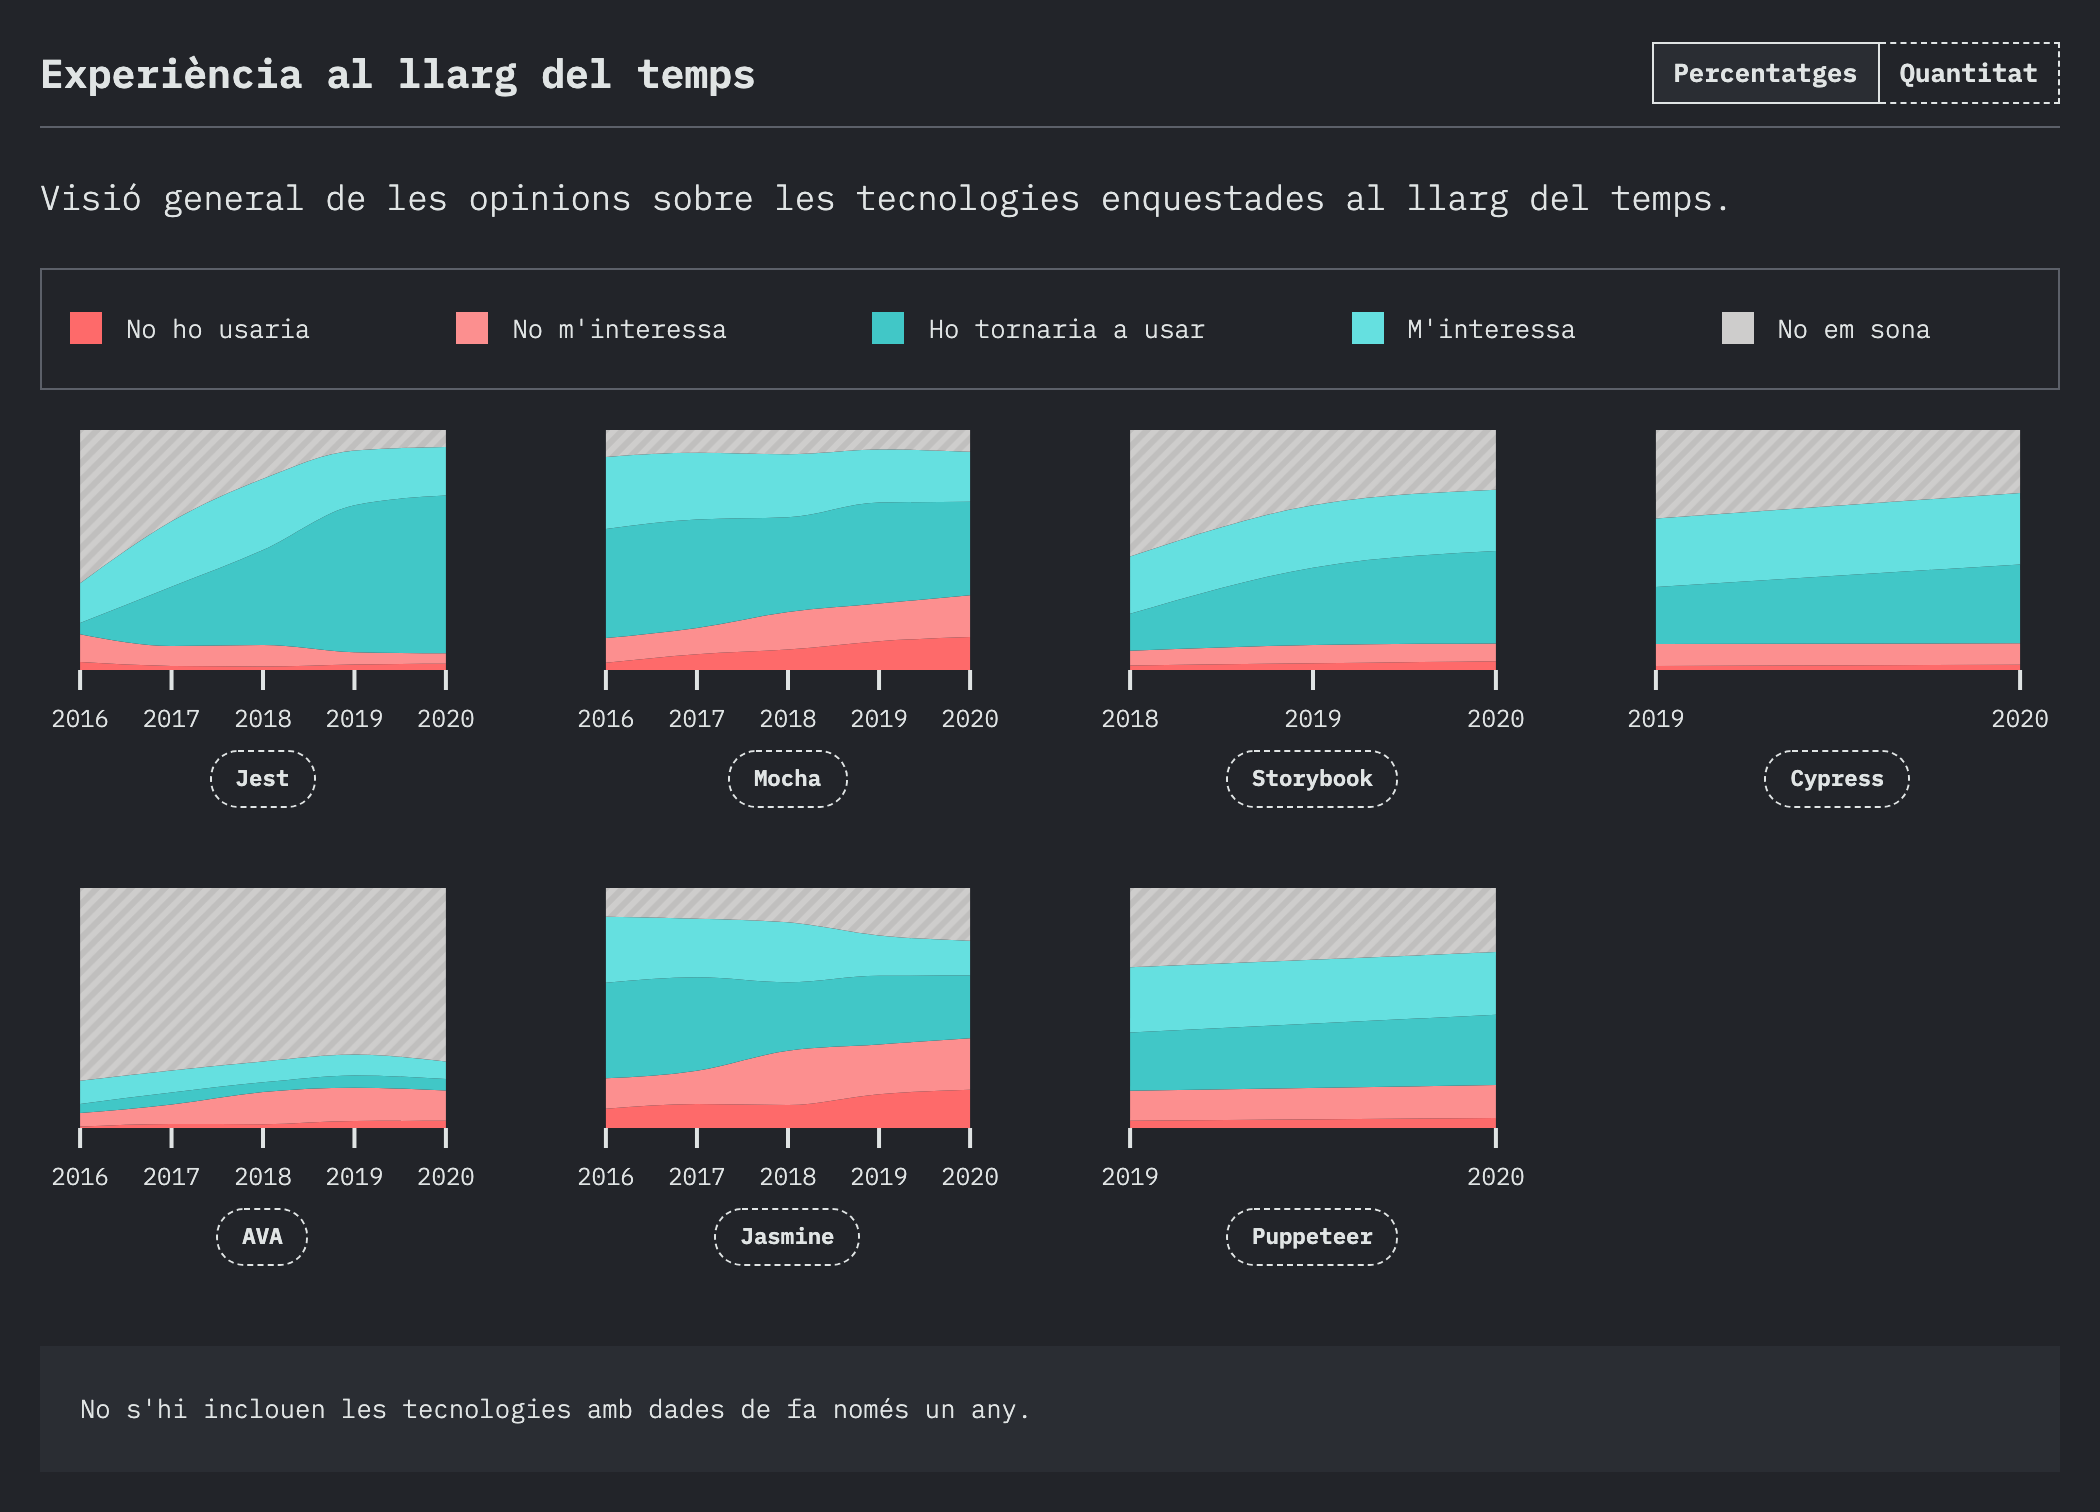 Experiència al llarg del temps
Percentatges Quantitat
Visió general de les opinions sobre les tecnologies enquestades al llarg del temps.
No ho usaria No m'interessa Ho tornaria a usar M'interessa No em sona
2016 2017 2018 2019 2020
Jest
2016 2017 2018 2019 2020
Mocha
2018 2019 2020
Storybook
2019 2020
Cypress
2016 2017 2018 2019 2020
AVA
2016 2017 2018 2019 2020
Jasmine
2019 2020
Puppeteer
No s'hi inclouen les tecnologies amb dades de fa només un any.